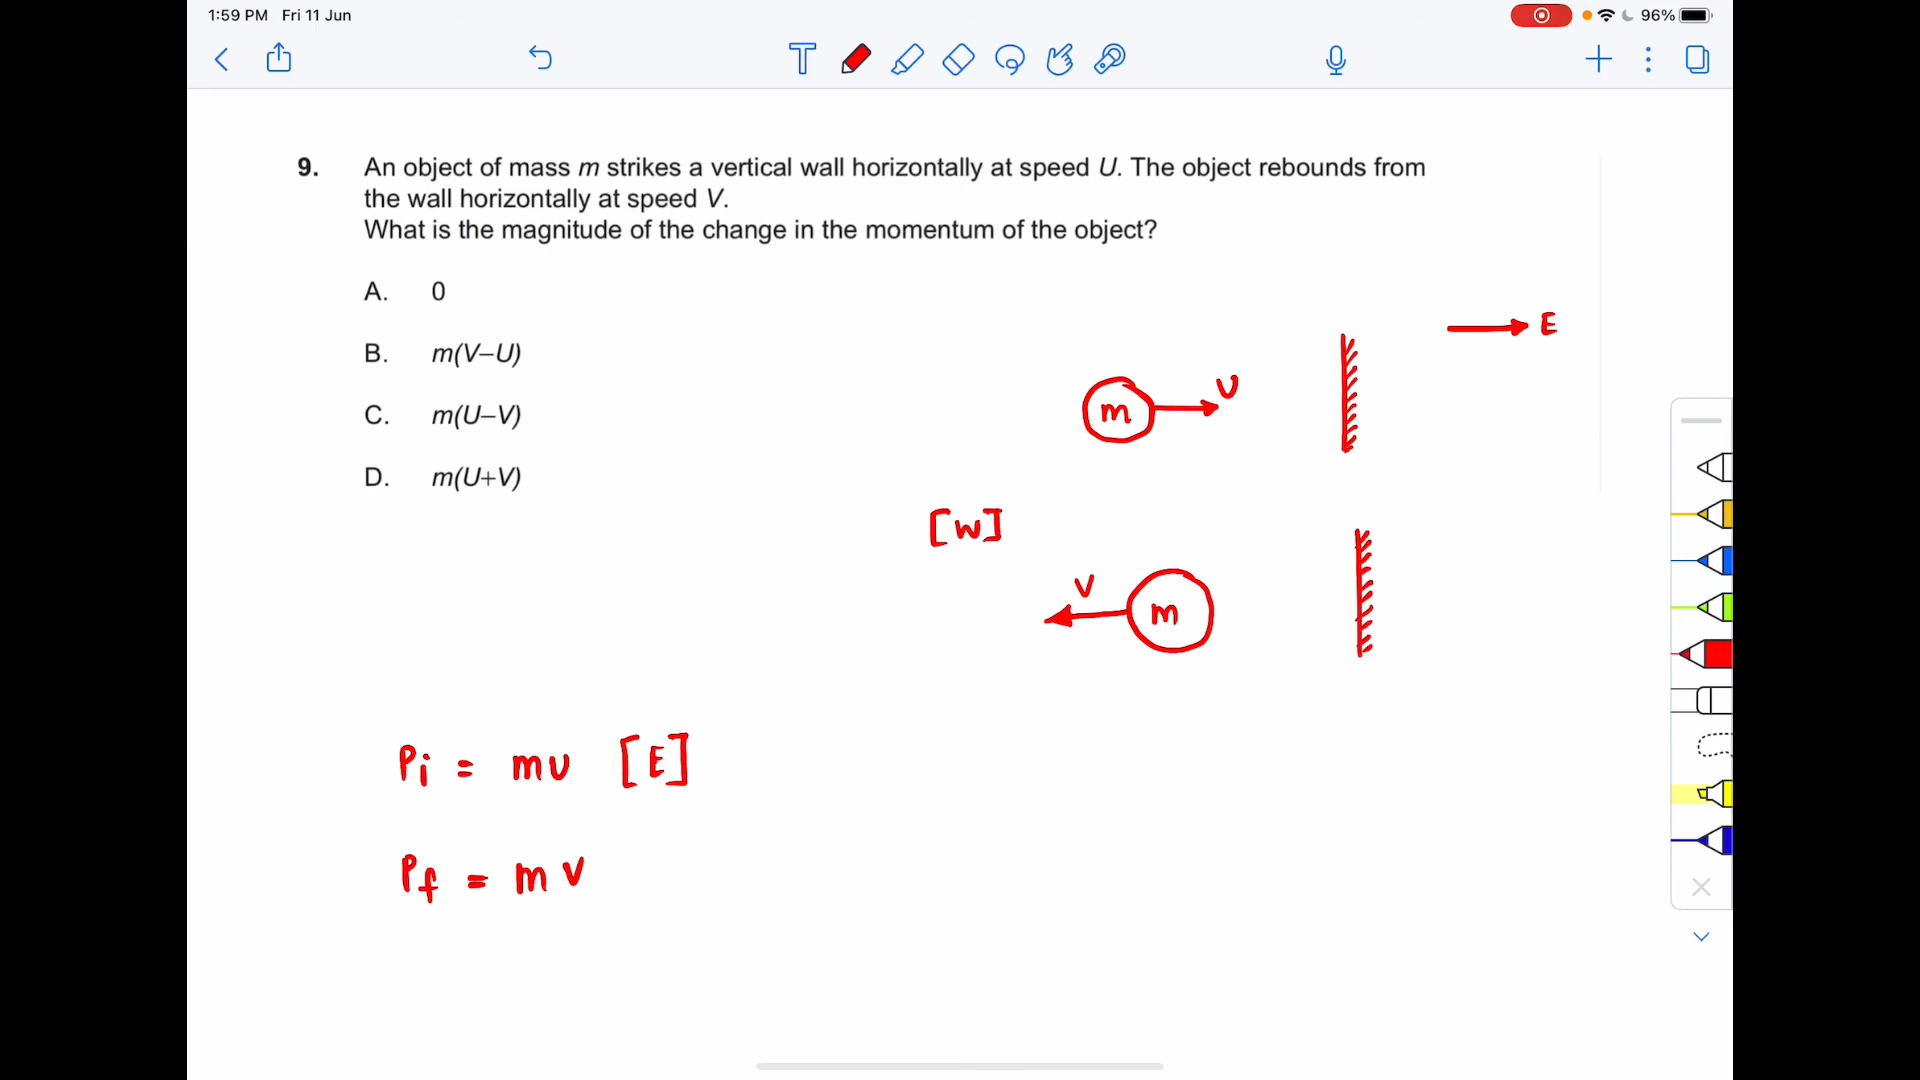 1:59 PM Fri 11 Jun
96%
9. An object of mass m strikes a vertical wall horizontally at speed U. The object rebounds from
the wall horizontally at speed V.
What is the magnitude of the change in the momentum of the object?
A. 0
B. m(V–U)
C. m(U–V)
D. m(U+V)
E
U
m
[W]
V
m
Pi = mU [E]
Pf = mV